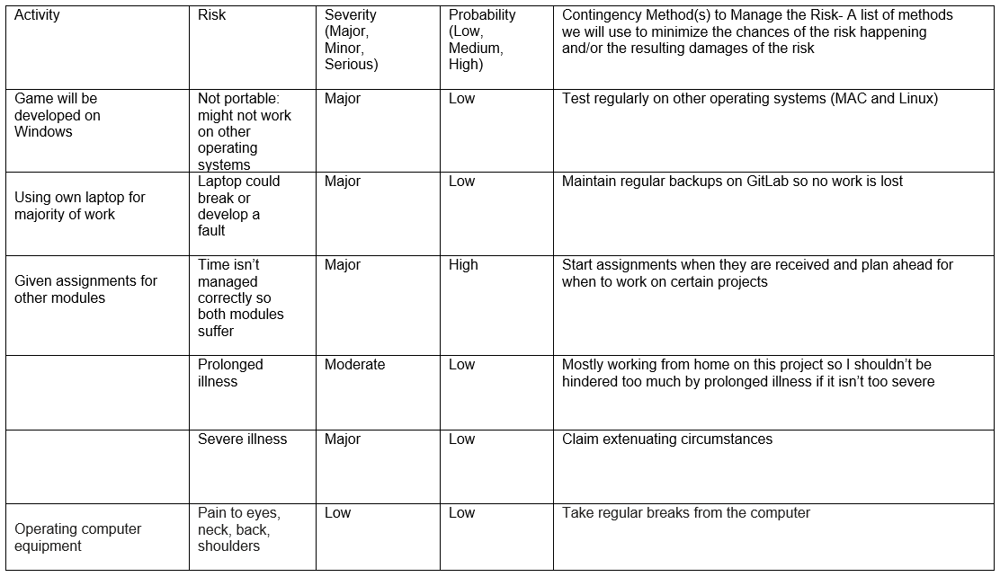 Activity
Risk
Severity
(Major,
Minor,
Serious)
Probability
(Low,
Medium,
High)
Contingency Method(s) to Manage the Risk- A list of methods
we will use to minimize the chances of the risk happening
and/or the resulting damages of the risk
Game will be
developed on
Windows
Not portable:
might not work
on other
operating
systems
Major
Low
Test regularly on other operating systems (MAC and Linux)
Using own laptop for
majority of work
Laptop could
break or
develop a
fault
Major
Low
Maintain regular backups on GitLab so no work is lost
Given assignments for
other modules
Time isn’t
managed
correctly so
both modules
suffer
Major
High
Start assignments when they are received and plan ahead for
when to work on certain projects
Prolonged
illness
Moderate
Low
Mostly working from home on this project so I shouldn’t be
hindered too much by prolonged illness if it isn’t too severe
Severe illness
Major
Low
Claim extenuating circumstances
Operating computer
equipment
Pain to eyes,
neck, back,
shoulders
Low
Low
Take regular breaks from the computer